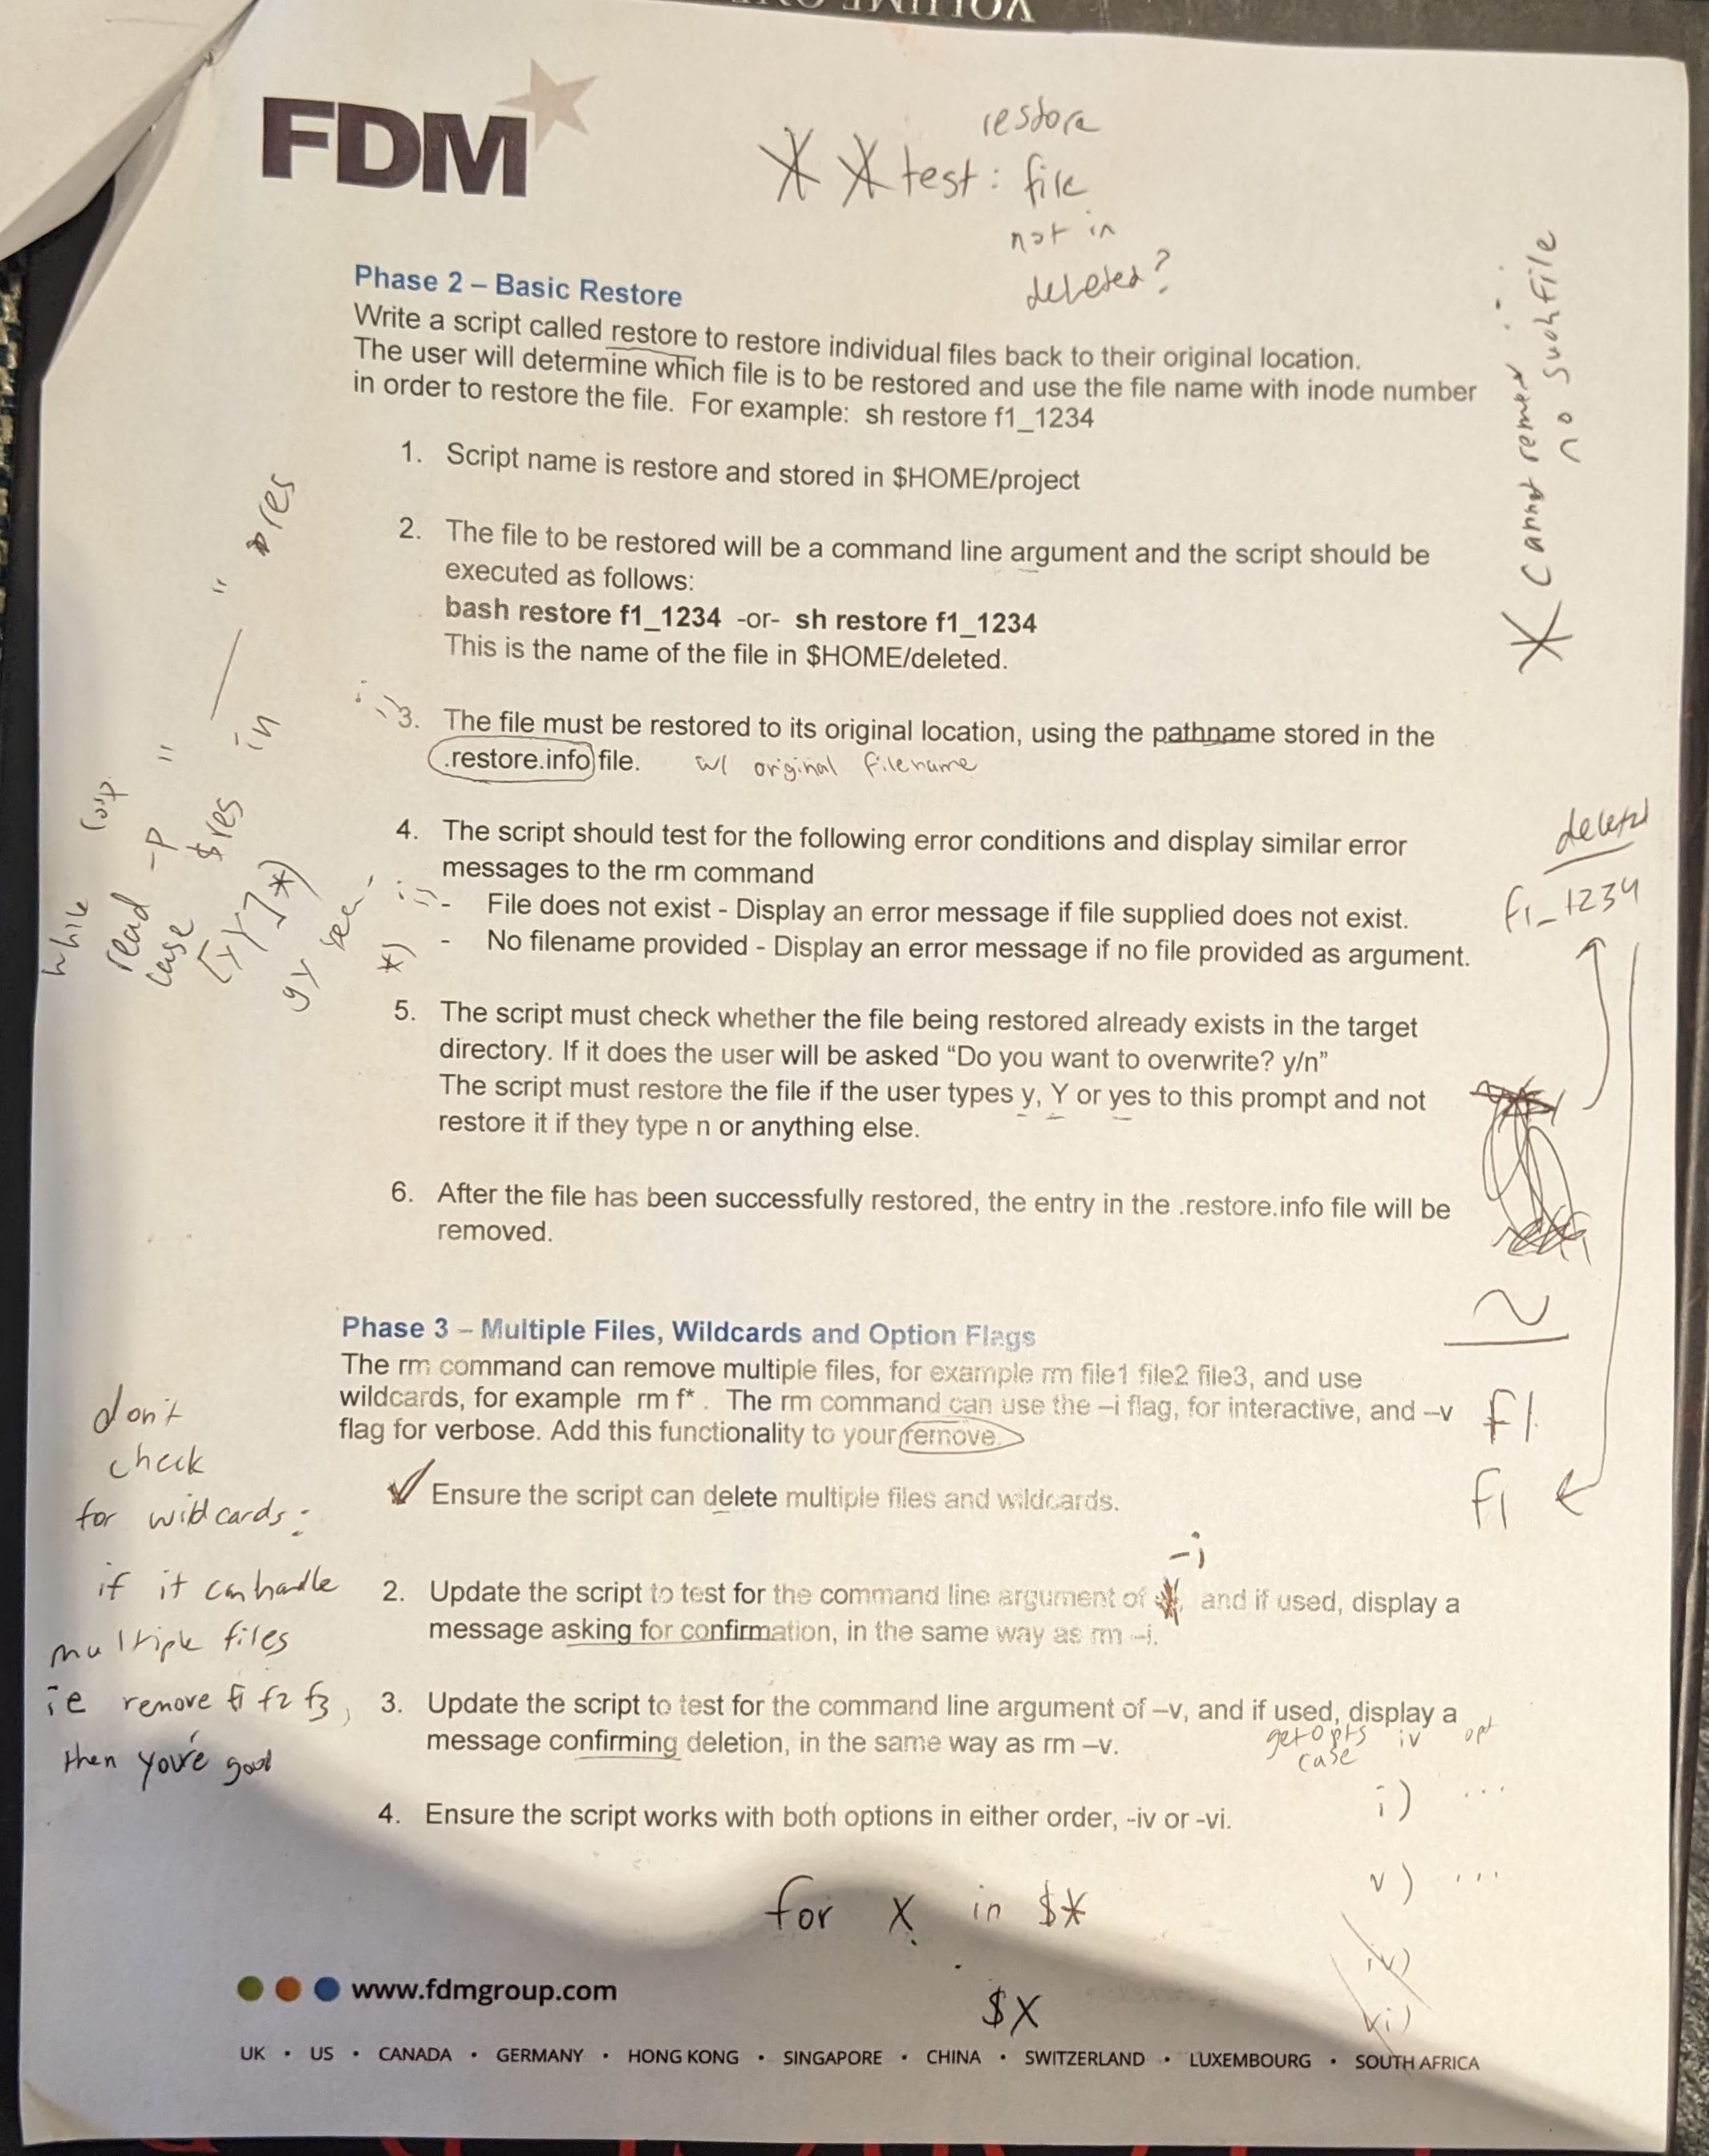 FDM
restore
** test: file
not in
deleted?
Phase 2 – Basic Restore
Write a script called restore to restore individual files back to their original location.
The user will determine which file is to be restored and use the file name with inode number
in order to restore the file. For example: sh restore f1_1234
* cannot remove
no such file
1. Script name is restore and stored in $HOME/project
2. The file to be restored will be a command line argument and the script should be
executed as follows:
bash restore f1_1234 -or- sh restore f1_1234
This is the name of the file in $HOME/deleted.
3. The file must be restored to its original location, using the pathname stored in the
.restore.info file. w/ original filename
4. The script should test for the following error conditions and display similar error
messages to the rm command
- File does not exist - Display an error message if file supplied does not exist.
- No filename provided - Display an error message if no file provided as argument.
while loop
read -p " — " res
case $res in
[yY]*)
*)
deleted
f1_1234
5. The script must check whether the file being restored already exists in the target
directory. If it does the user will be asked “Do you want to overwrite? y/n”
The script must restore the file if the user types y, Y or yes to this prompt and not
restore it if they type n or anything else.
6. After the file has been successfully restored, the entry in the .restore.info file will be
removed.
~
f1
f1
Phase 3 – Multiple Files, Wildcards and Option Flags
The rm command can remove multiple files, for example rm file1 file2 file3, and use
wildcards, for example rm f* . The rm command can use the –i flag, for interactive, and –v
flag for verbose. Add this functionality to your remove.
Ensure the script can delete multiple files and wildcards.
-i
2. Update the script to test for the command line argument of and if used, display a
message asking for confirmation, in the same way as rm –i.
3. Update the script to test for the command line argument of –v, and if used, display a
message confirming deletion, in the same way as rm –v.
getopts iv opt
case
i) ...
v) ...
iv)
vi)
4. Ensure the script works with both options in either order, -iv or -vi.
don't
check
for wildcards:
if it can handle
multiple files
ie remove f1 f2 f3,
then you're good
for x in $*
$x
www.fdmgroup.com
UK • US • CANADA • GERMANY • HONG KONG • SINGAPORE • CHINA • SWITZERLAND • LUXEMBOURG • SOUTH AFRICA